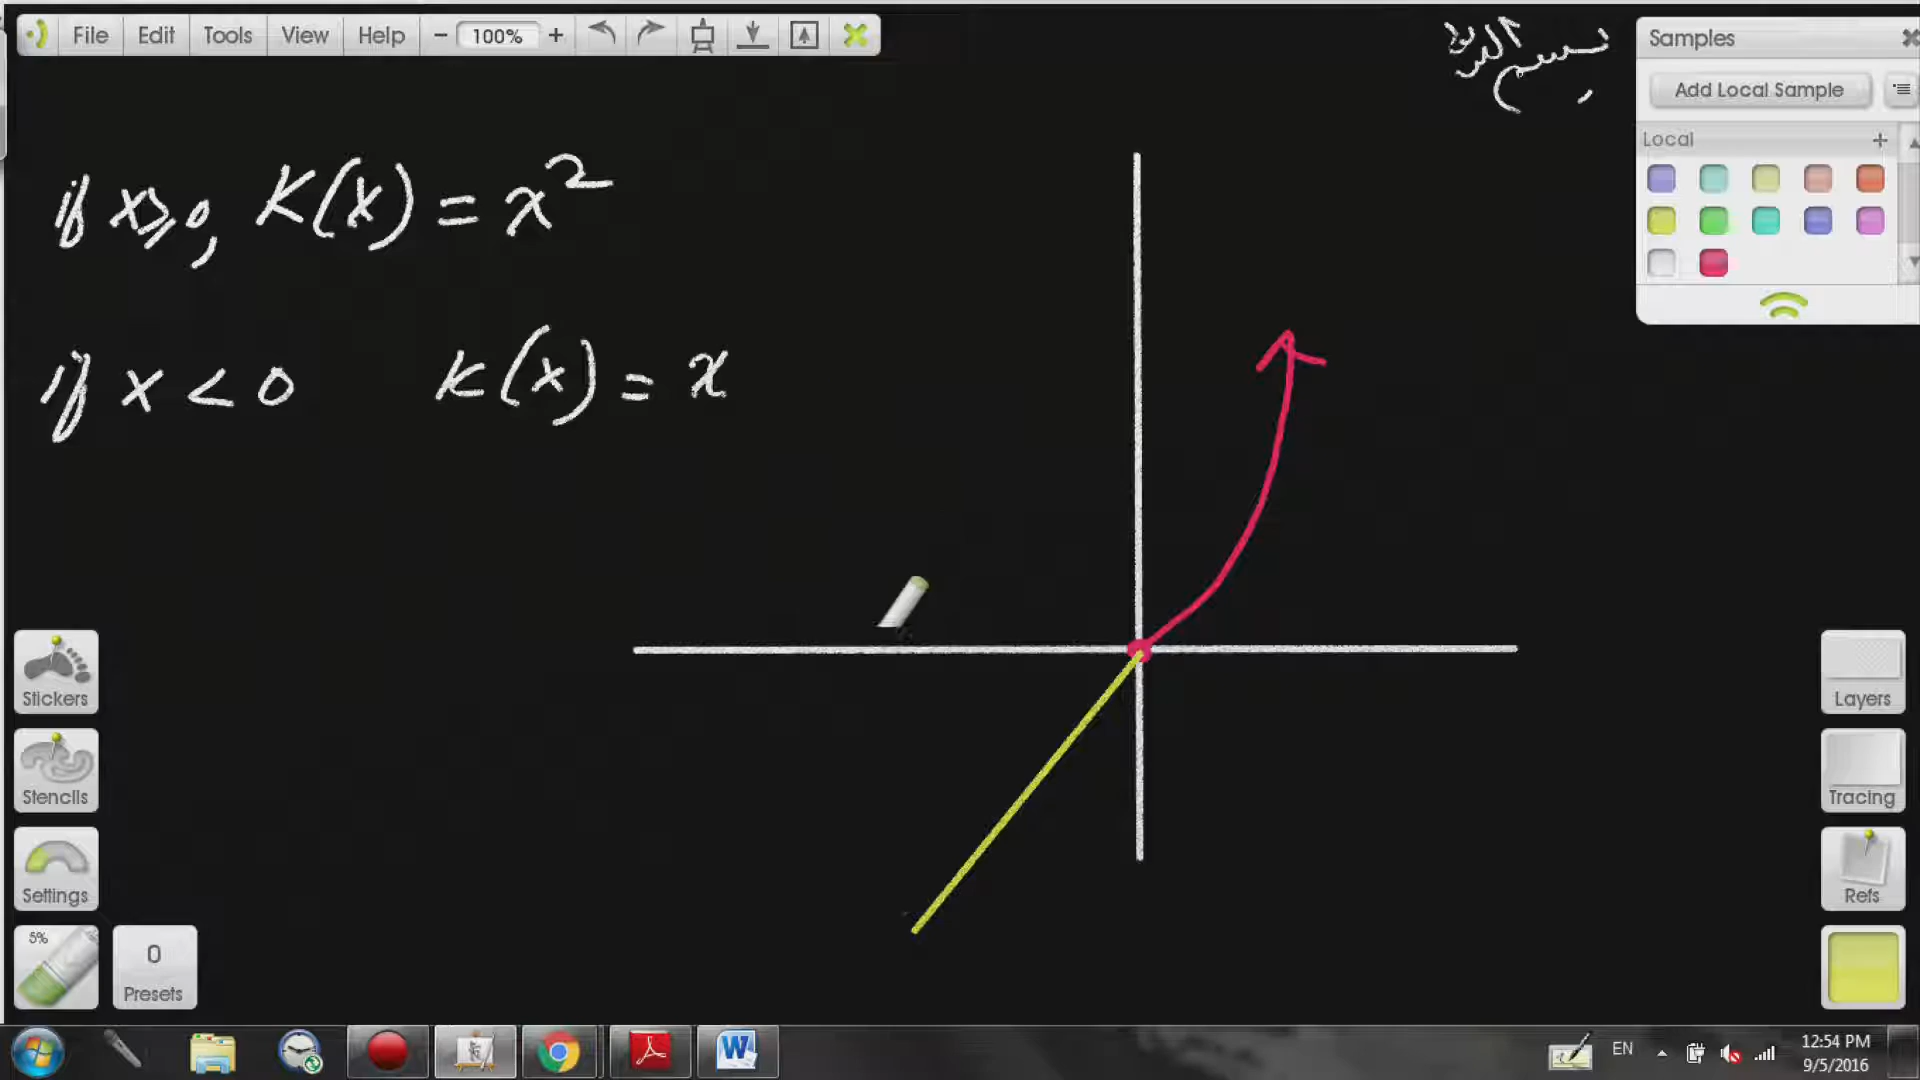 File Edit Tools View Help − 100% +
بسم الله
Samples
Add Local Sample
Local +
if x≥0, K(x) = x²
if x < 0 K(x) = x
Stickers
Stencils
Settings
5%
0
Presets
Layers
Tracing
Refs
EN
12:54 PM
9/5/2016